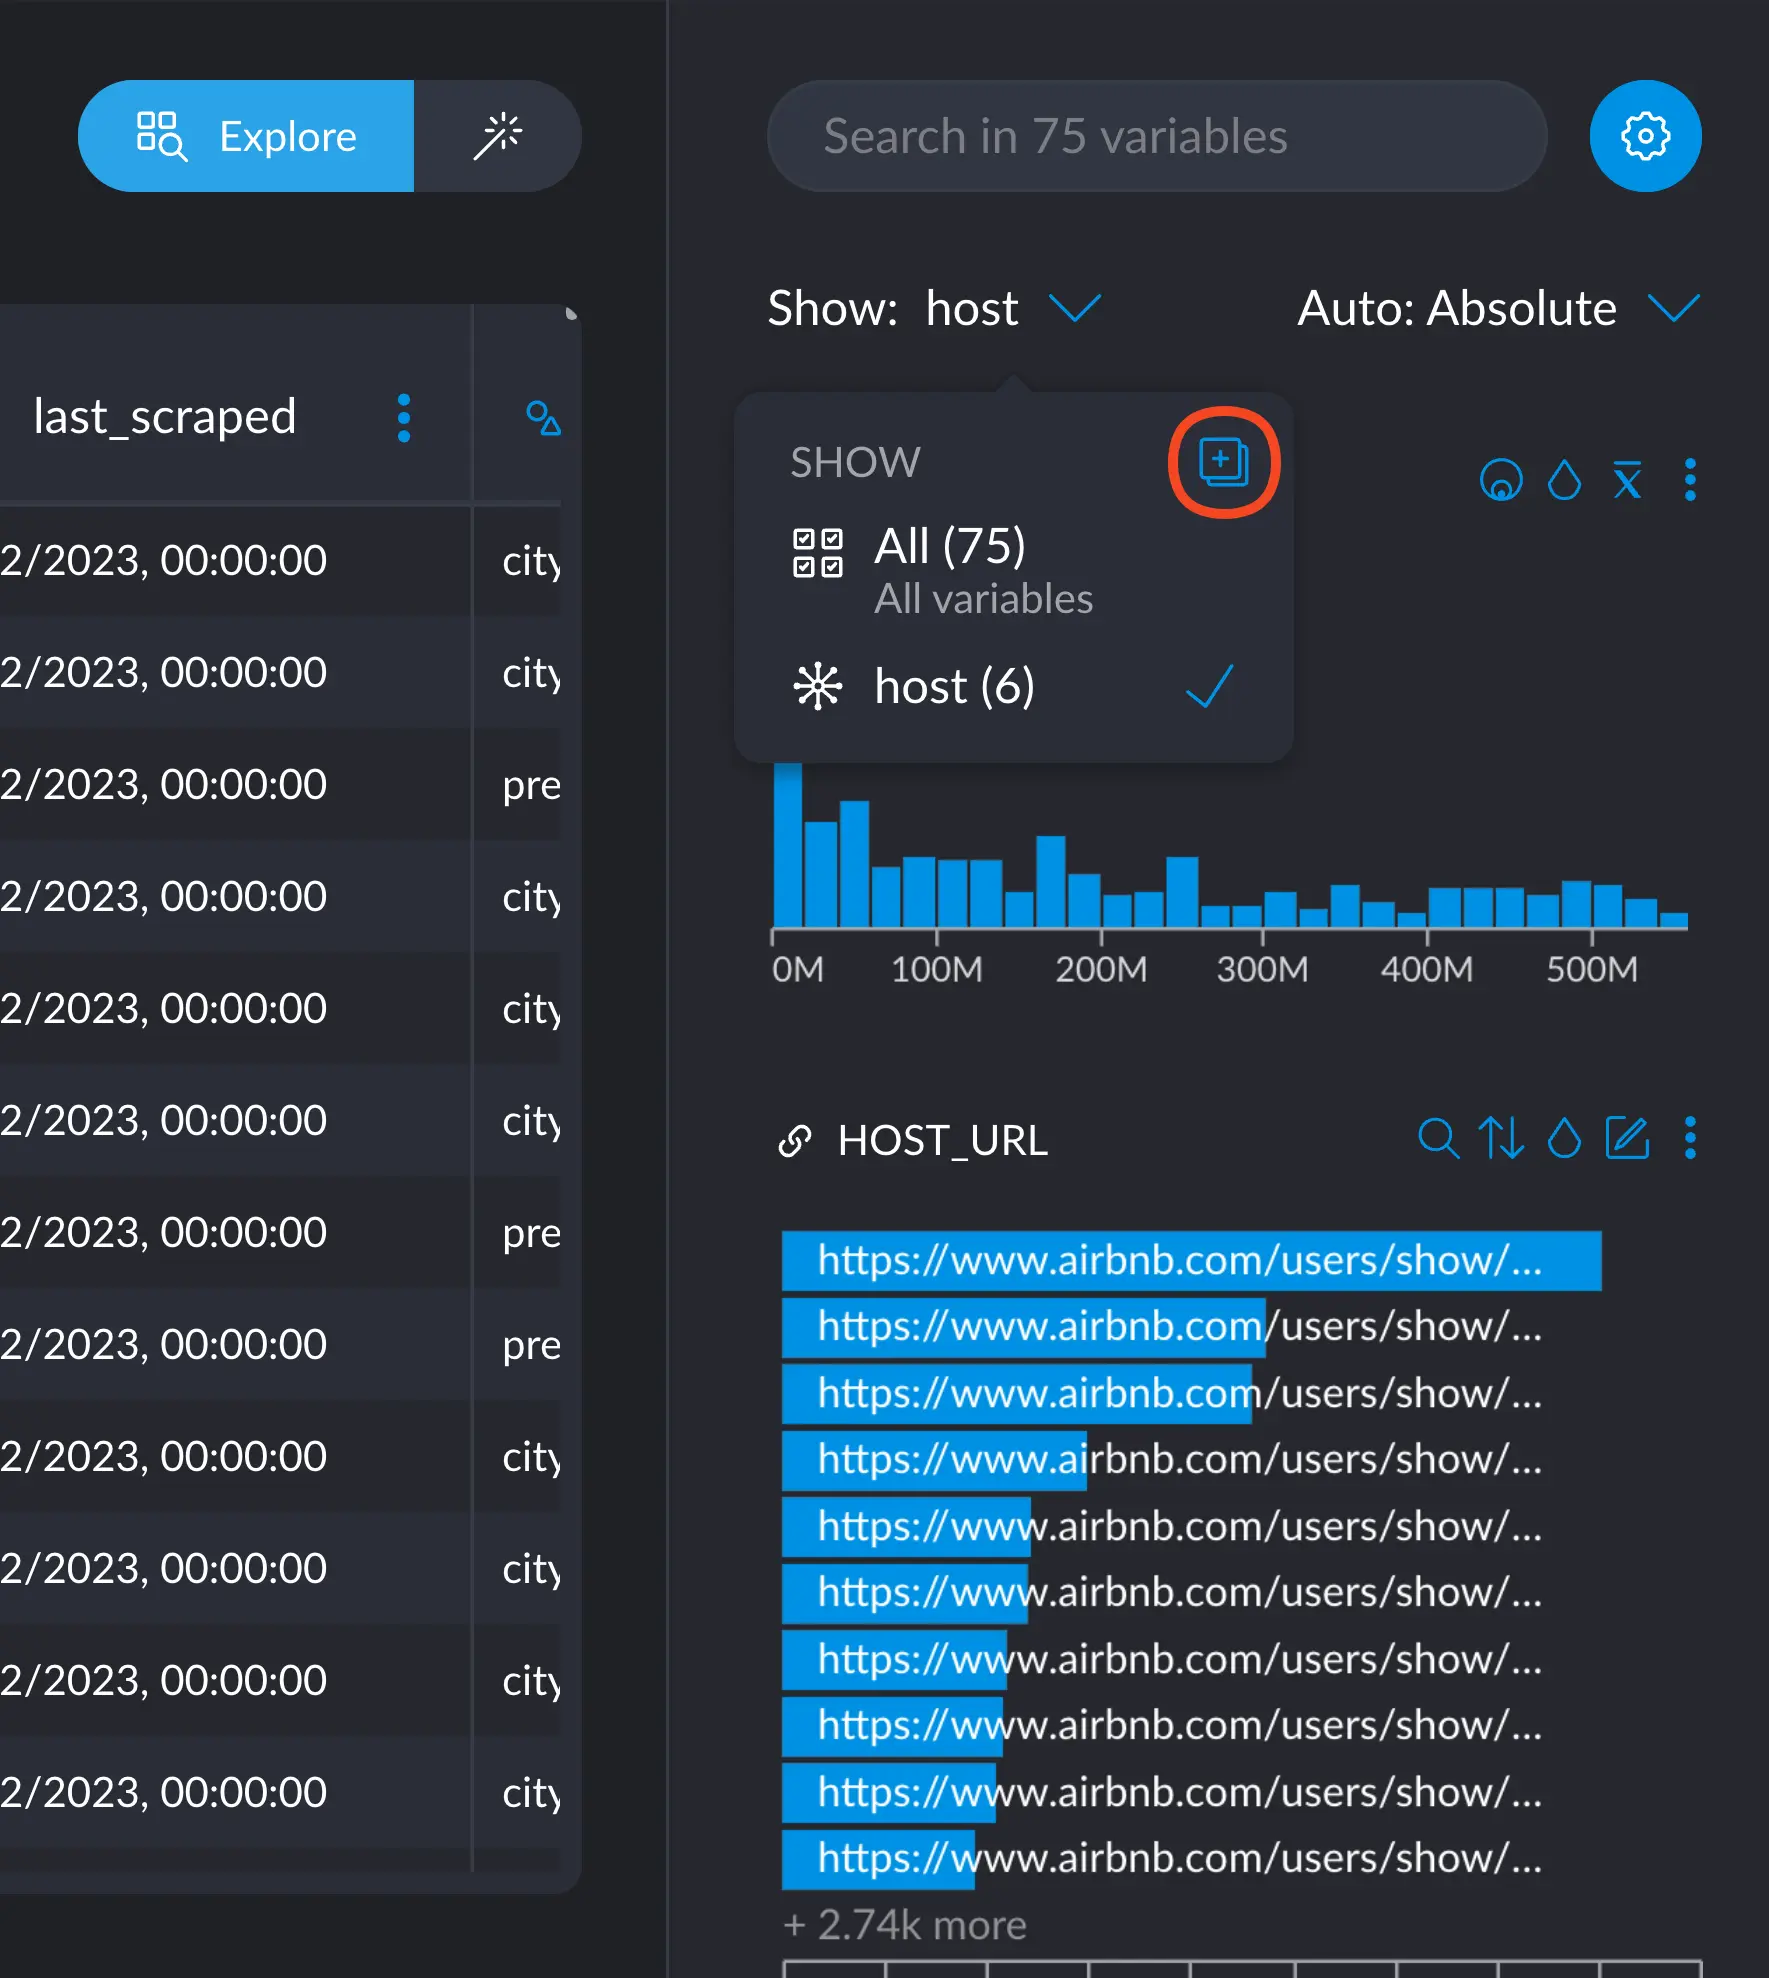 Explore
Search in 75 variables
Show: host
Auto: Absolute
last_scraped
SHOW
All (75)
All variables
host (6)
2/2023, 00:00:00 city
2/2023, 00:00:00 city
2/2023, 00:00:00 pre
2/2023, 00:00:00 city
2/2023, 00:00:00 city
2/2023, 00:00:00 city
2/2023, 00:00:00 pre
2/2023, 00:00:00 pre
2/2023, 00:00:00 city
2/2023, 00:00:00 city
2/2023, 00:00:00 city
2/2023, 00:00:00 city
0M 100M 200M 300M 400M 500M
HOST_URL
https://www.airbnb.com/users/show/...
https://www.airbnb.com/users/show/...
https://www.airbnb.com/users/show/...
https://www.airbnb.com/users/show/...
https://www.airbnb.com/users/show/...
https://www.airbnb.com/users/show/...
https://www.airbnb.com/users/show/...
https://www.airbnb.com/users/show/...
https://www.airbnb.com/users/show/...
https://www.airbnb.com/users/show/...
+ 2.74k more